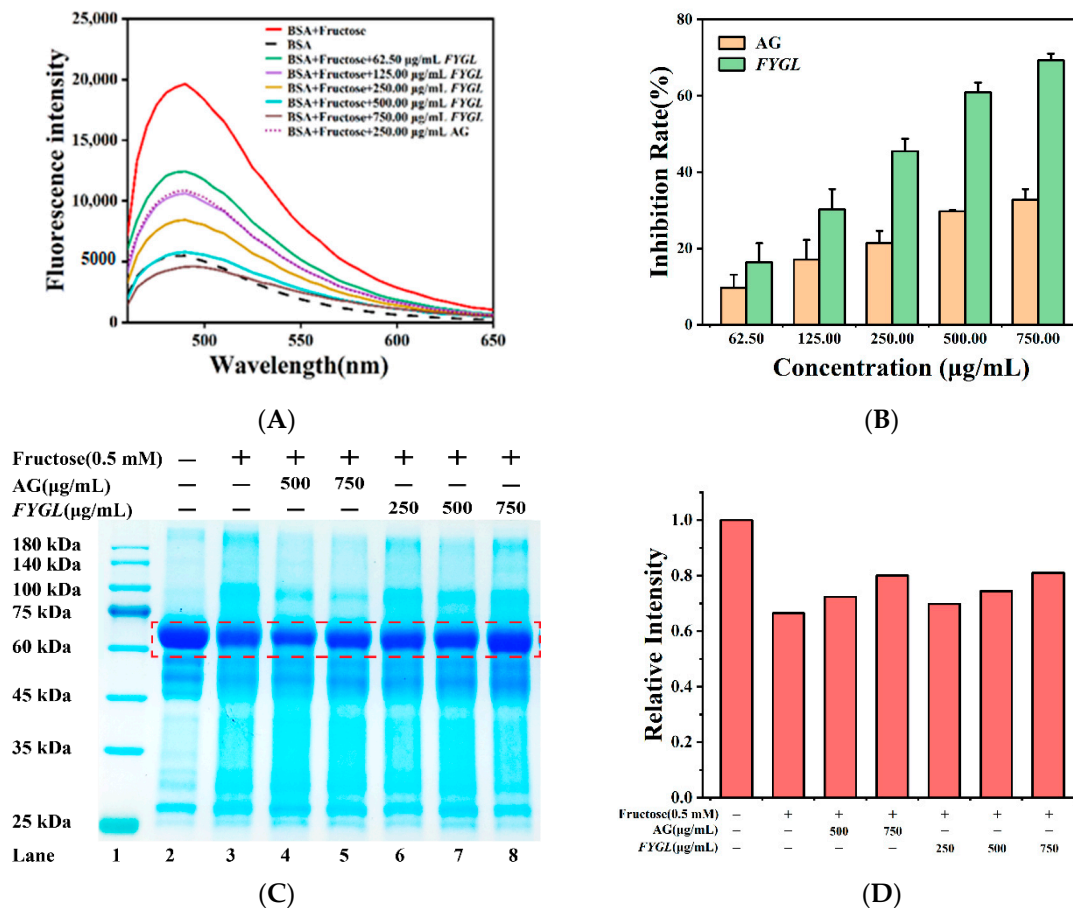 25,000
20,000
15,000
10,000
5000
0
Fluorescence intensity
500
550
600
650
Wavelength(nm)
BSA+Fructose
BSA
BSA+Fructose+62.50 μg/mL FYGL
BSA+Fructose+125.00 μg/mL FYGL
BSA+Fructose+250.00 μg/mL FYGL
BSA+Fructose+500.00 μg/mL FYGL
BSA+Fructose+750.00 μg/mL FYGL
BSA+Fructose+250.00 μg/mL AG
(A)
80
60
40
20
0
Inhibition Rate(%)
AG
FYGL
62.50 125.00 250.00 500.00 750.00
Concentration (μg/mL)
(B)
Fructose(0.5 mM) – + + + + + +
AG(μg/mL) – – 500 750 – – –
FYGL(μg/mL) – – – – 250 500 750
180 kDa
140 kDa
100 kDa
75 kDa
60 kDa
45 kDa
35 kDa
25 kDa
Lane 1 2 3 4 5 6 7 8
(C)
1.0
0.8
0.6
0.4
0.2
0.0
Relative Intensity
Fructose(0.5 mM) – + + + + + +
AG(μg/mL) – – 500 750 – – –
FYGL(μg/mL) – – – – 250 500 750
(D)